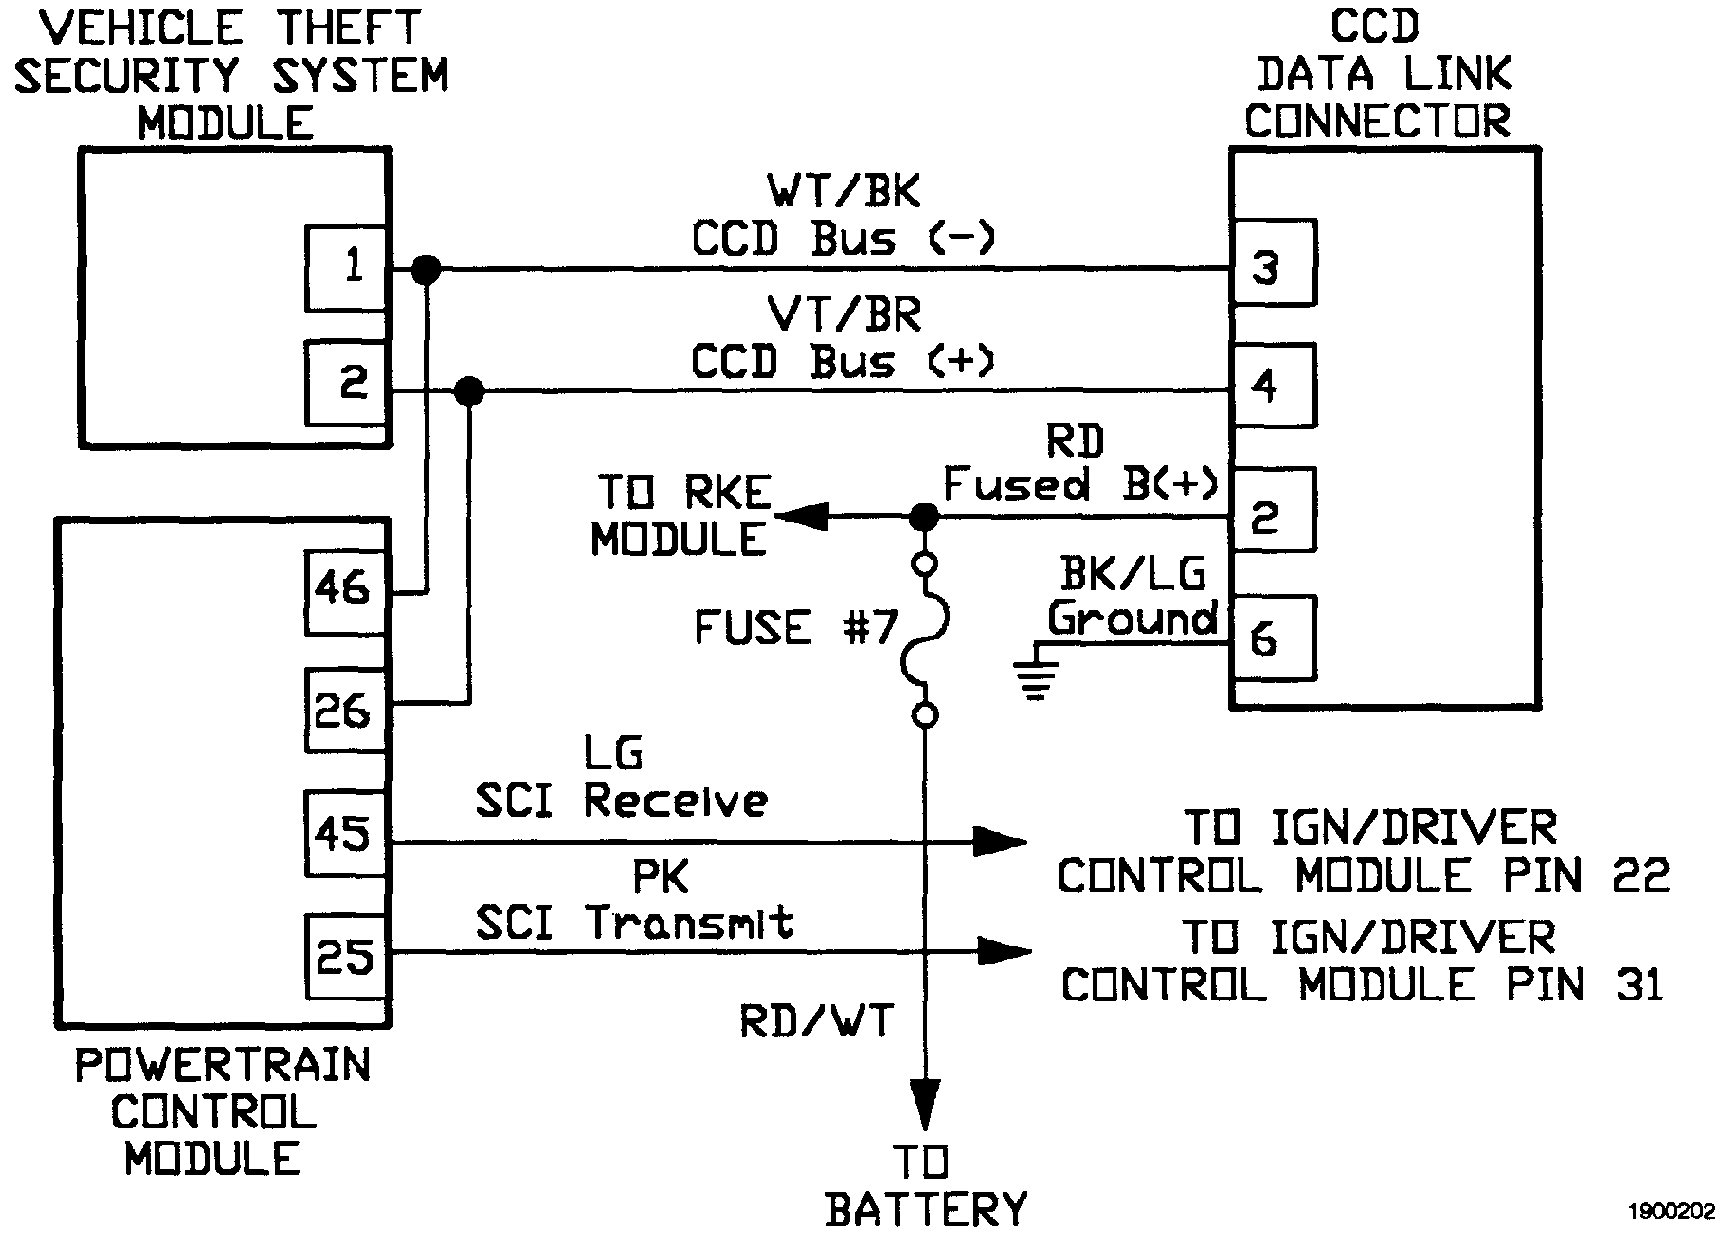 VEHICLE THEFT
SECURITY SYSTEM
MODULE
1
2
46
26
45
25
POWERTRAIN
CONTROL
MODULE
WT/BK
CCD Bus (-)
VT/BR
CCD Bus (+)
RD
Fused B(+)
TO RKE
MODULE
BK/LG
Ground
FUSE #7
LG
SCI Receive
PK
SCI Transmit
RD/WT
TO
BATTERY
CCD
DATA LINK
CONNECTOR
3
4
2
6
TO IGN/DRIVER
CONTROL MODULE PIN 22
TO IGN/DRIVER
CONTROL MODULE PIN 31
1900202